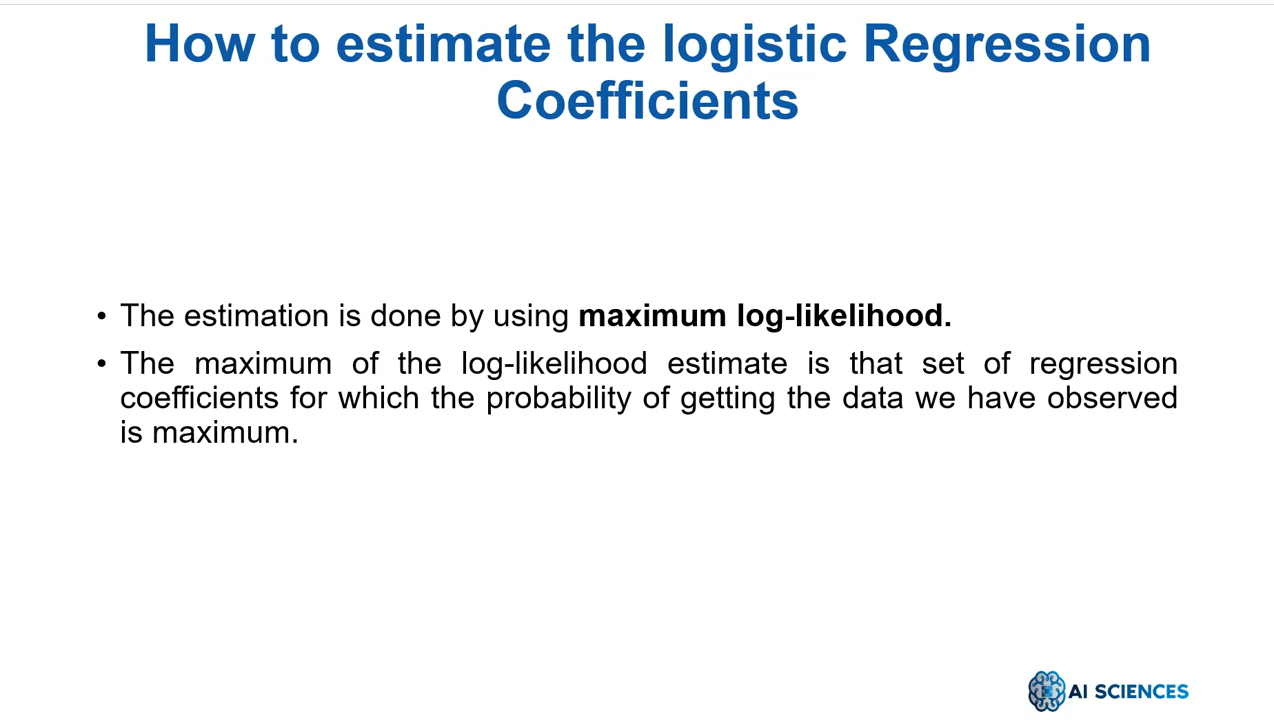 How to estimate the logistic Regression
Coefficients
• The estimation is done by using maximum log-likelihood.
• The maximum of the log-likelihood estimate is that set of regression
coefficients for which the probability of getting the data we have observed
is maximum.
AI SCIENCES